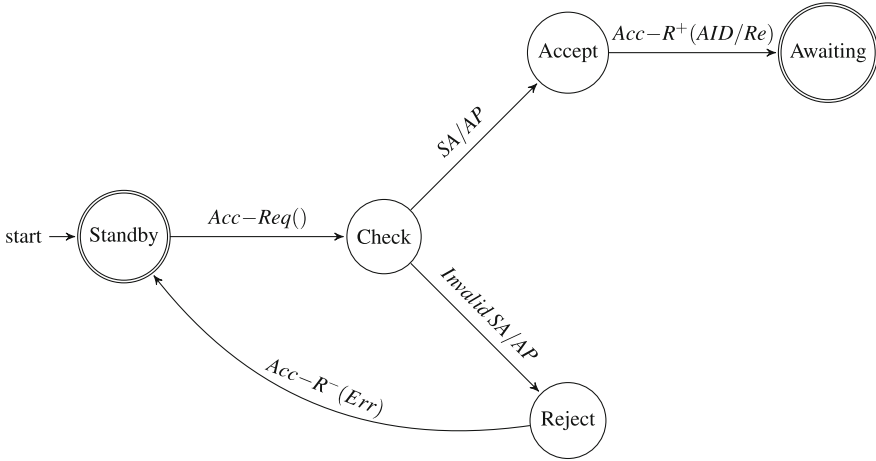 Accept
Acc−R⁺(AID/Re)
Awaiting
SA/AP
start
Standby
Acc−Req()
Check
Invalid SA/AP
Acc−R⁻(Err)
Reject